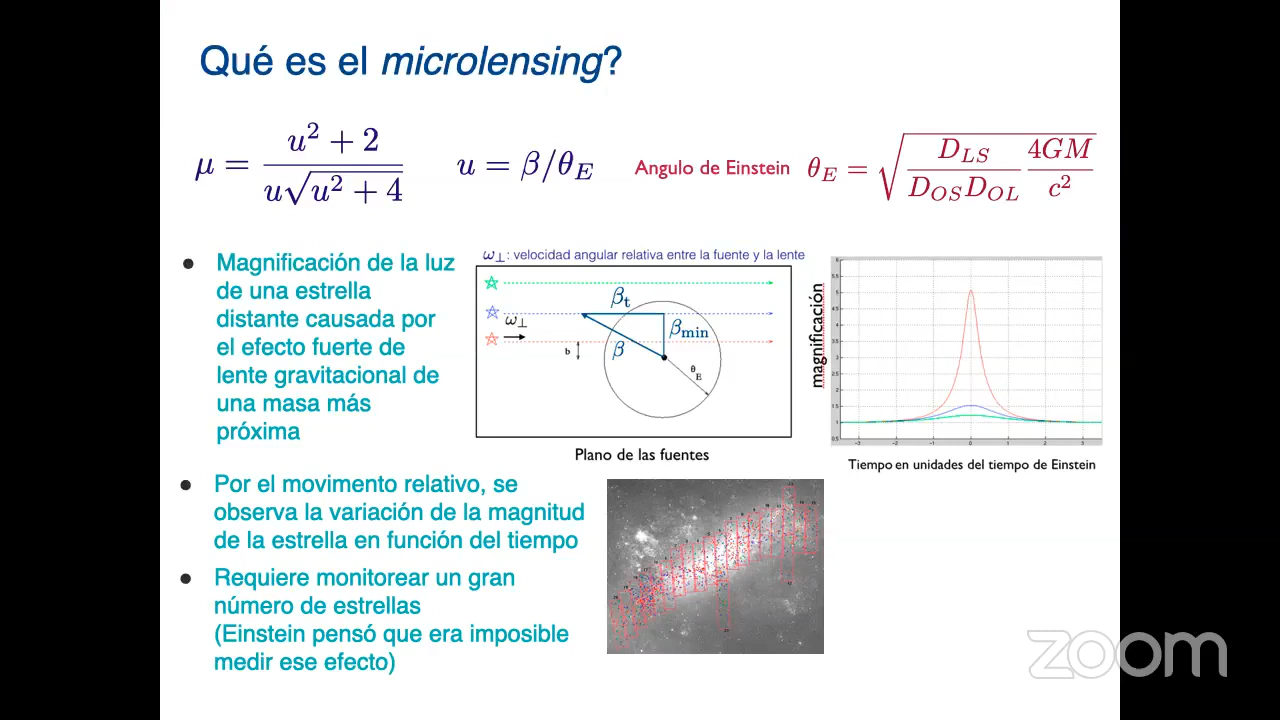 Qué es el microlensing?
μ = u² + 2 / u√u² + 4
u = β/θ_E
Angulo de Einstein θ_E = √ D_LS / D_OS D_OL 4GM / c²
● Magnificación de la luz
de una estrella
distante causada por
el efecto fuerte de
lente gravitacional de
una masa más
próxima
ω⊥: velocidad angular relativa entre la fuente y la lente
β_t
ω⊥
β_min
b
β
θ_E
Plano de las fuentes
magnificación
Tiempo en unidades del tiempo de Einstein
● Por el movimento relativo, se
observa la variación de la magnitud
de la estrella en función del tiempo
● Requiere monitorear un gran
número de estrellas
(Einstein pensó que era imposible
medir ese efecto)
zoom